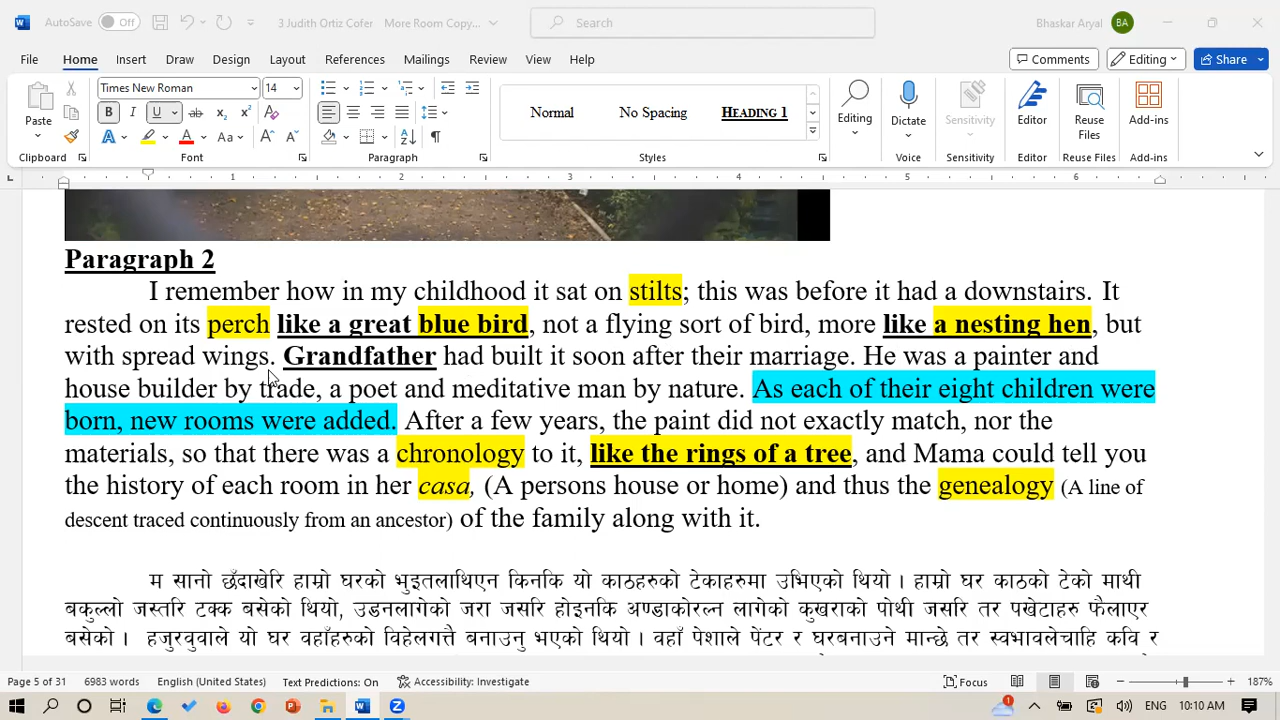 AutoSave Off 3 Judith Ortiz Cofer More Room Copy... Search Bhaskar Aryal BA
File Home Insert Draw Design Layout References Mailings Review View Help Comments Editing Share
Times New Roman 14
Paste B I U ab x₂ x² A Aa A A Normal No Spacing HEADING 1 Editing Dictate Sensitivity Editor Reuse Files Add-ins
Clipboard Font Paragraph Styles Voice Sensitivity Editor Reuse Files Add-ins
1 2 3 4 5 6
Paragraph 2
I remember how in my childhood it sat on stilts; this was before it had a downstairs. It
rested on its perch like a great blue bird, not a flying sort of bird, more like a nesting hen, but
with spread wings. Grandfather had built it soon after their marriage. He was a painter and
house builder by trade, a poet and meditative man by nature. As each of their eight children were
born, new rooms were added. After a few years, the paint did not exactly match, nor the
materials, so that there was a chronology to it, like the rings of a tree, and Mama could tell you
the history of each room in her casa, (A persons house or home) and thus the genealogy (A line of
descent traced continuously from an ancestor) of the family along with it.
म सानो छँदाखेरि हाम्रो घरको भुइतलाथिएन किनकि यो काठहरुको टेकाहरुमा उभिएको थियो । हाम्रो घर काठको टेको माथी
बकुल्लो जस्तरि टक्क बसेको थियो, उडनलागेको जरा जसरि होइनकि अण्डाकोरल्न लागेको कुखुराको पोथी जसरि तर पखेटाहरु फैलाएर
बसेको । हजुरवुवाले यो घर वहाँहरुको विहेलगत्तै बनाउनु भएको थियो । वहाँ पेशाले पेंटर र घरबनाउने मान्छे तर स्वभावलेचाहि कवि र
Page 5 of 31 6983 words English (United States) Text Predictions: On Accessibility: Investigate Focus 187%
1 ENG 10:10 AM